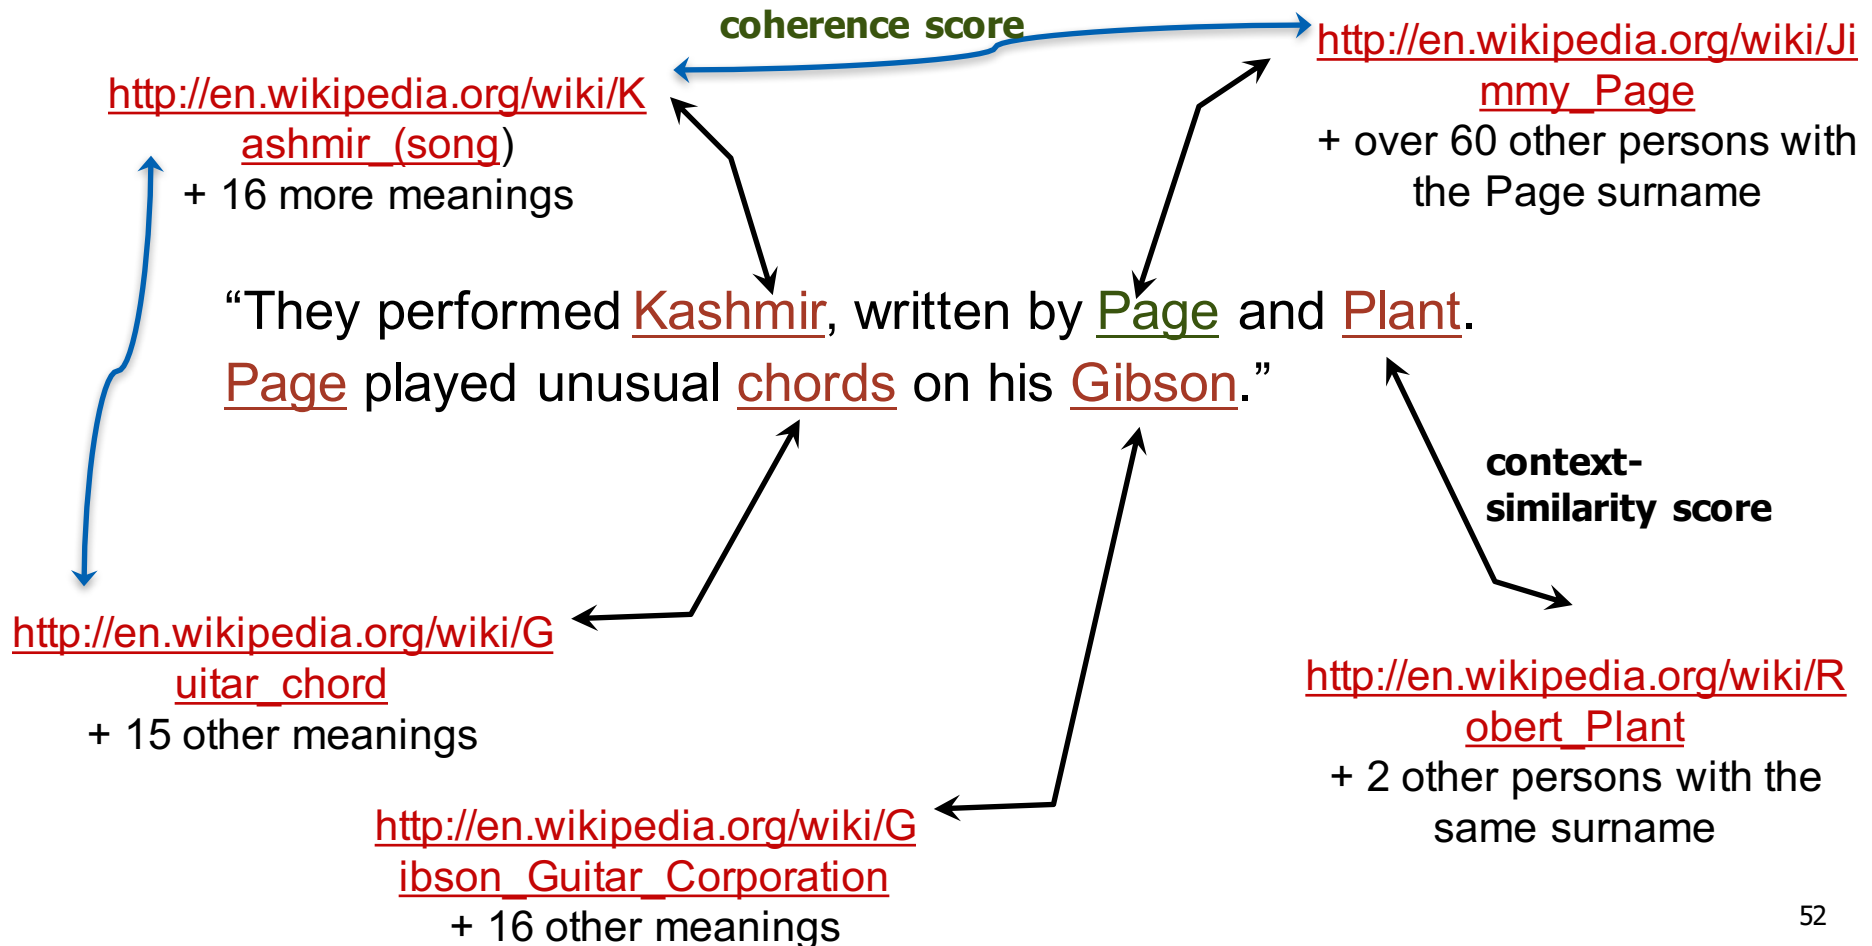 coherence score
http://en.wikipedia.org/wiki/Ji
mmy_Page
+ over 60 other persons with
the Page surname
http://en.wikipedia.org/wiki/K
ashmir_(song)
+ 16 more meanings
“They performed Kashmir, written by Page and Plant.
Page played unusual chords on his Gibson.”
context-
similarity score
http://en.wikipedia.org/wiki/G
uitar_chord
+ 15 other meanings
http://en.wikipedia.org/wiki/R
obert_Plant
+ 2 other persons with the
same surname
http://en.wikipedia.org/wiki/G
ibson_Guitar_Corporation
+ 16 other meanings
52